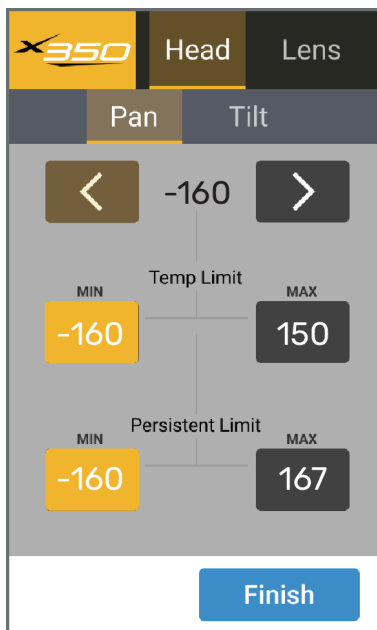 x350 Head Lens
Pan Tilt
-160
Temp Limit
MIN MAX
-160 150
Persistent Limit
MIN MAX
-160 167
Finish